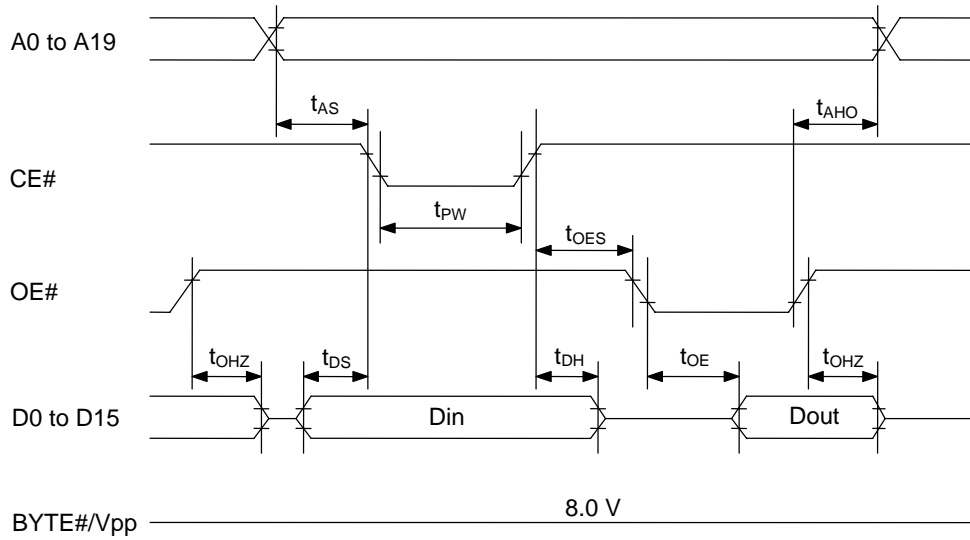 A0 to A19
tAS
tAHO
CE#
tPW
tOES
OE#
tOHZ
tDS
tDH
tOE
tOHZ
D0 to D15
Din
Dout
8.0 V
BYTE#/Vpp